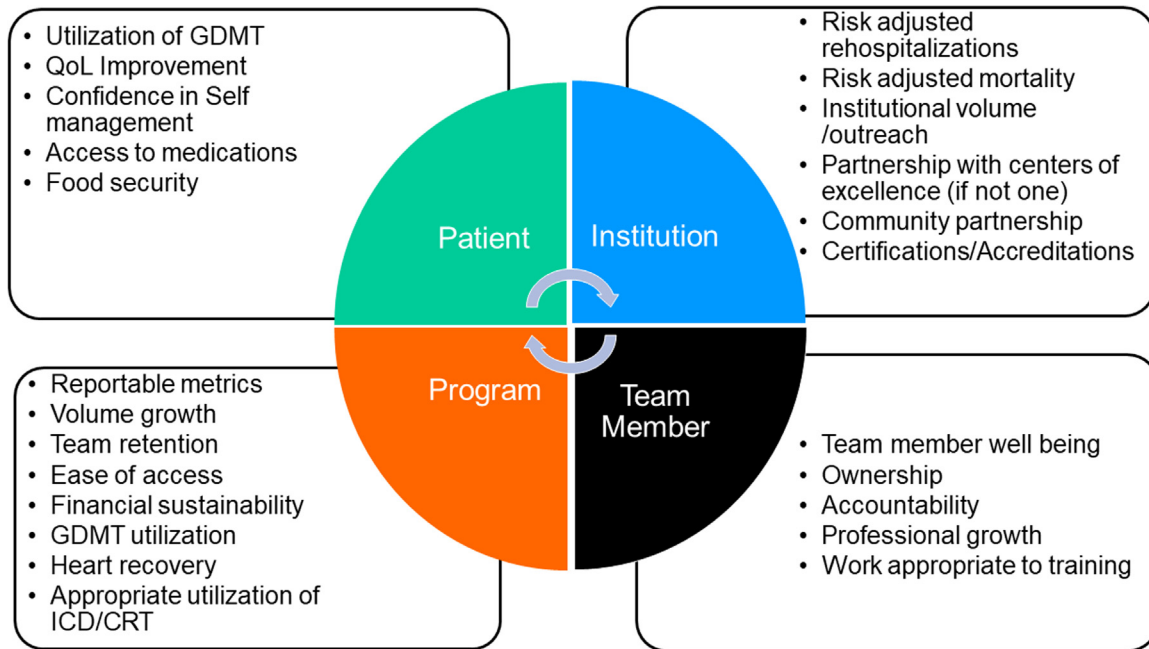 • Utilization of GDMT
• QoL Improvement
• Confidence in Self
management
• Access to medications
• Food security
• Risk adjusted
rehospitalizations
• Risk adjusted mortality
• Institutional volume
/outreach
• Partnership with centers of
excellence (if not one)
• Community partnership
• Certifications/Accreditations
Patient
Institution
Program
Team
Member
• Reportable metrics
• Volume growth
• Team retention
• Ease of access
• Financial sustainability
• GDMT utilization
• Heart recovery
• Appropriate utilization of
ICD/CRT
• Team member well being
• Ownership
• Accountability
• Professional growth
• Work appropriate to training